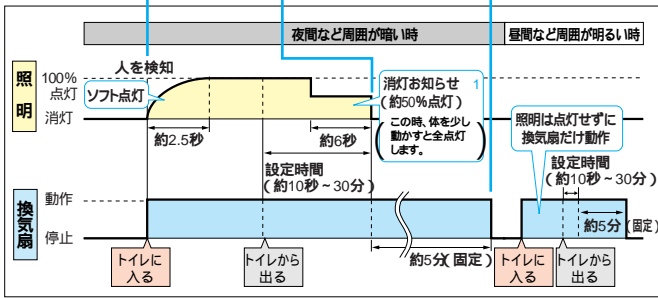 夜間など周囲が暗い時
昼間など周囲が明るい時
照明
100%
点灯
消灯
人を検知
ソフト点灯
約2.5秒
約6秒
消灯お知らせ 1
(約50%点灯)
(この時、体を少し
動かすと全点灯
します。)
照明は点灯せずに
換気扇だけ動作
設定時間
(約10秒~30分)
設定時間
(約10秒~30分)
換気扇
動作
停止
約5分(固定)
約5分(固定)
トイレに
入る
トイレから
出る
トイレに
入る
トイレから
出る